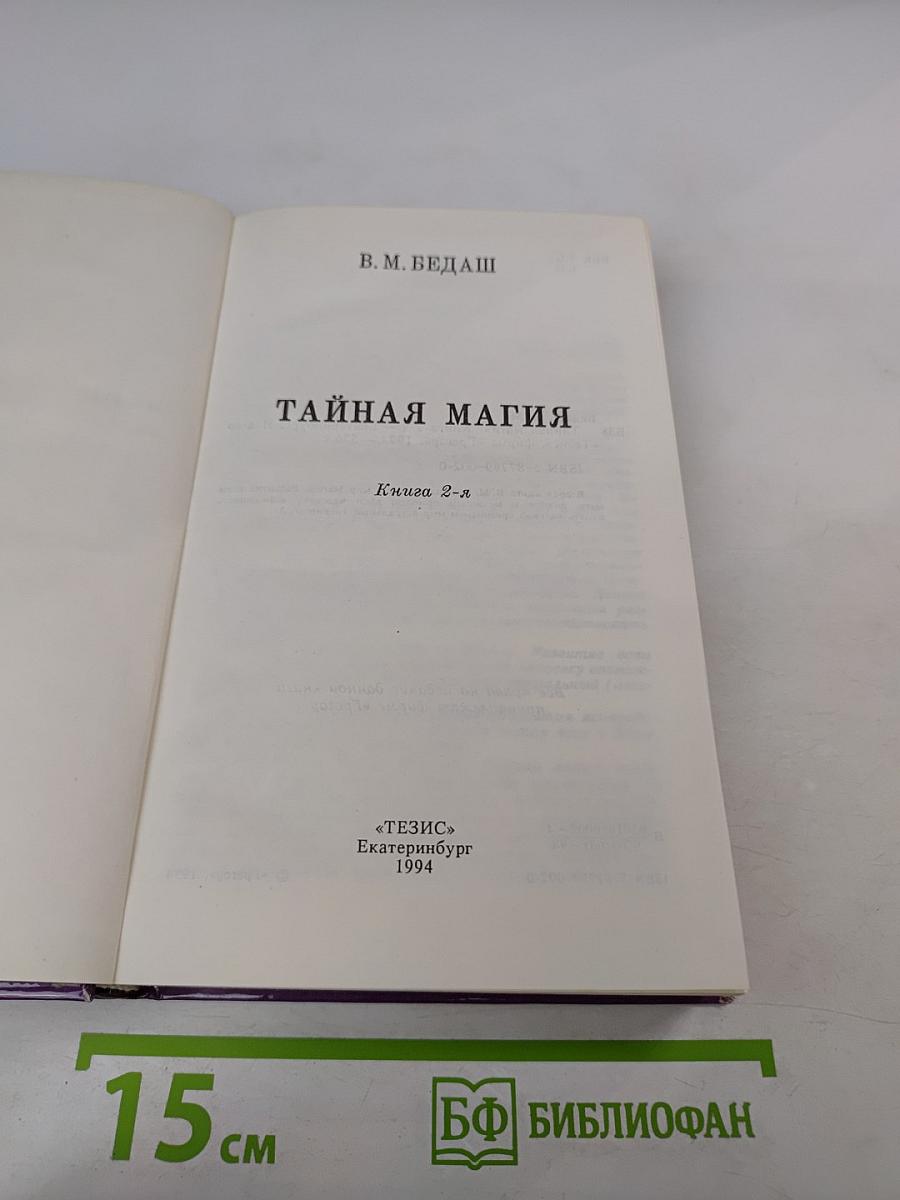 В. М. БЕДАШ
ТАЙНАЯ МАГИЯ
Книга 2-я
«ТЕЗИС»
Екатеринбург
1994
15 см
БФ БИБЛИОФАН